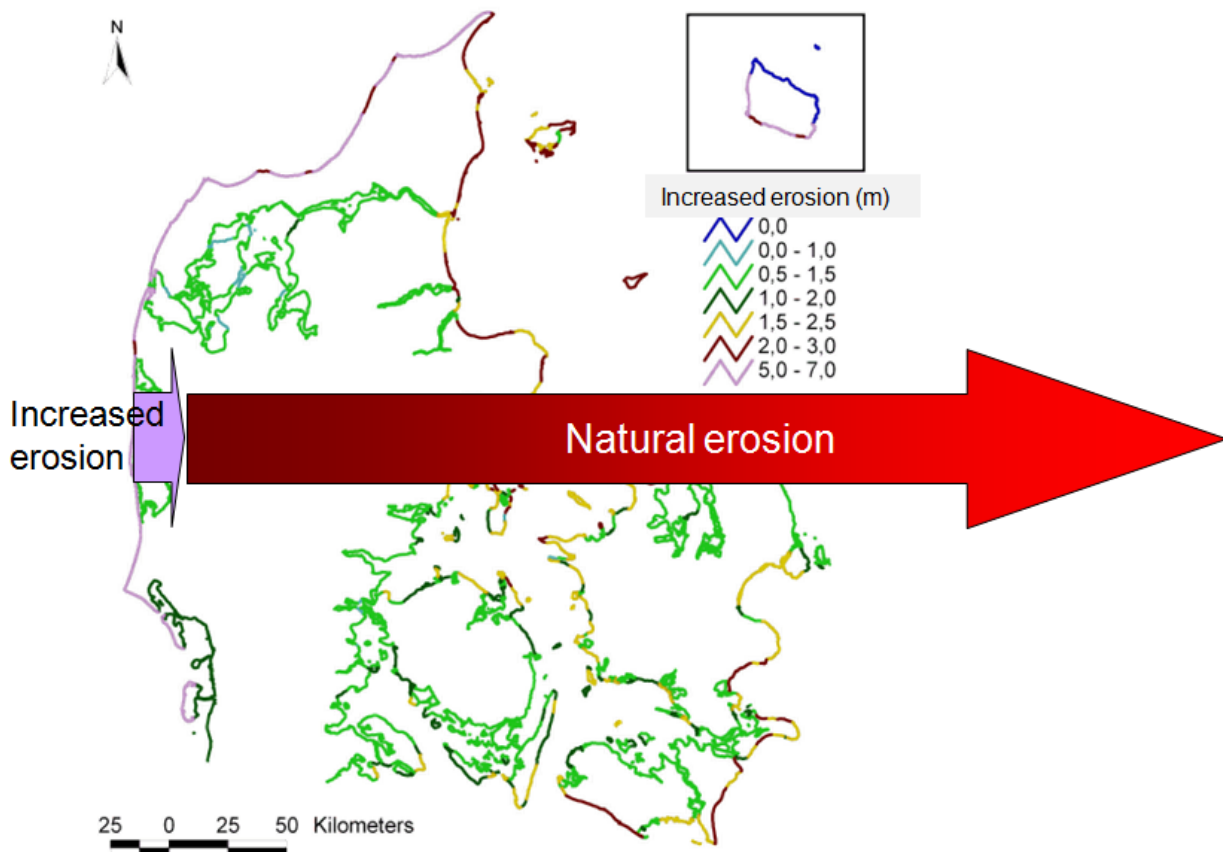 N
Increased erosion (m)
0,0
0,0 - 1,0
0,5 - 1,5
1,0 - 2,0
1,5 - 2,5
2,0 - 3,0
5,0 - 7,0
Increased
erosion
Natural erosion
25 0 25 50 Kilometers